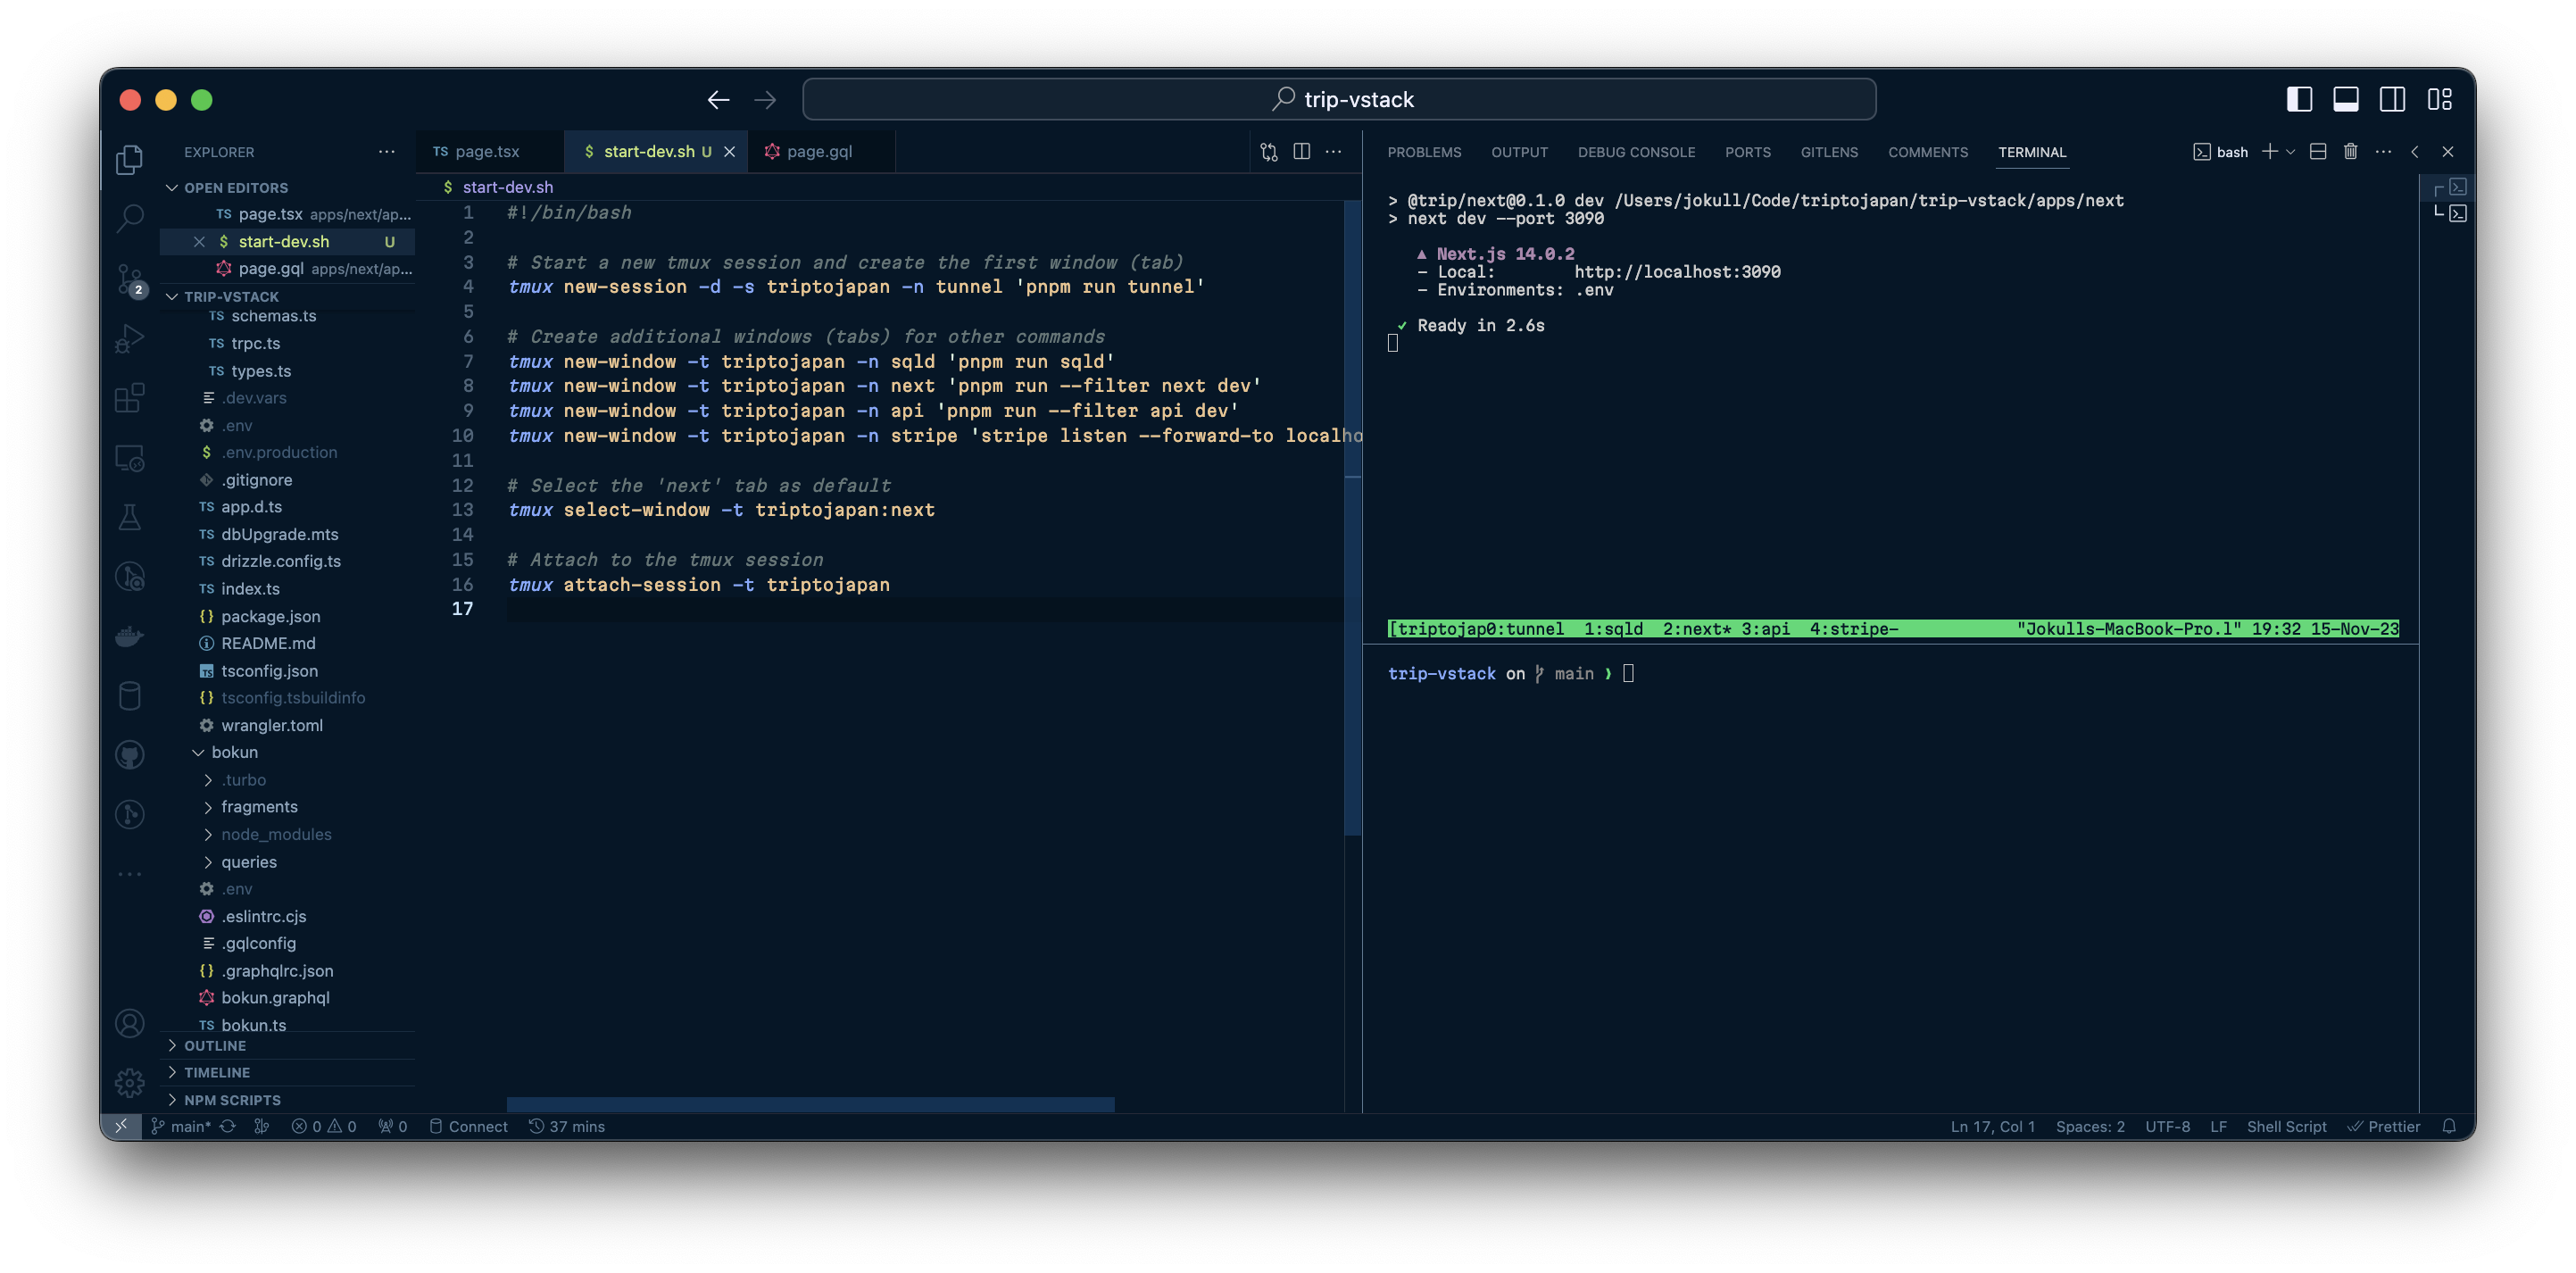 trip-vstack
EXPLORER
OPEN EDITORS
TS page.tsx apps/next/ap...
$ start-dev.sh U
page.gql apps/next/ap...
2
TRIP-VSTACK
TS schemas.ts
TS trpc.ts
TS types.ts
.dev.vars
.env
$ .env.production
.gitignore
TS app.d.ts
TS dbUpgrade.mts
TS drizzle.config.ts
TS index.ts
{} package.json
README.md
TS tsconfig.json
{} tsconfig.tsbuildinfo
wrangler.toml
bokun
.turbo
fragments
node_modules
queries
.env
.eslintrc.cjs
.gqlconfig
{} .graphqlrc.json
bokun.graphql
TS bokun.ts
OUTLINE
TIMELINE
NPM SCRIPTS
TS page.tsx
$ start-dev.sh U
page.gql
$ start-dev.sh
1 #!/bin/bash
2
3 # Start a new tmux session and create the first window (tab)
4 tmux new-session -d -s triptojapan -n tunnel 'pnpm run tunnel'
5
6 # Create additional windows (tabs) for other commands
7 tmux new-window -t triptojapan -n sqld 'pnpm run sqld'
8 tmux new-window -t triptojapan -n next 'pnpm run --filter next dev'
9 tmux new-window -t triptojapan -n api 'pnpm run --filter api dev'
10 tmux new-window -t triptojapan -n stripe 'stripe listen --forward-to localho
11
12 # Select the 'next' tab as default
13 tmux select-window -t triptojapan:next
14
15 # Attach to the tmux session
16 tmux attach-session -t triptojapan
17
PROBLEMS OUTPUT DEBUG CONSOLE PORTS GITLENS COMMENTS TERMINAL
bash
> @trip/next@0.1.0 dev /Users/jokull/Code/triptojapan/trip-vstack/apps/next
> next dev --port 3090
▲ Next.js 14.0.2
- Local: http://localhost:3090
- Environments: .env
✓ Ready in 2.6s
[triptojap0:tunnel 1:sqld 2:next* 3:api 4:stripe- "Jokulls-MacBook-Pro.l" 19:32 15-Nov-23
trip-vstack on main ❯
main* 0 0 0 Connect 37 mins
Ln 17, Col 1 Spaces: 2 UTF-8 LF Shell Script Prettier